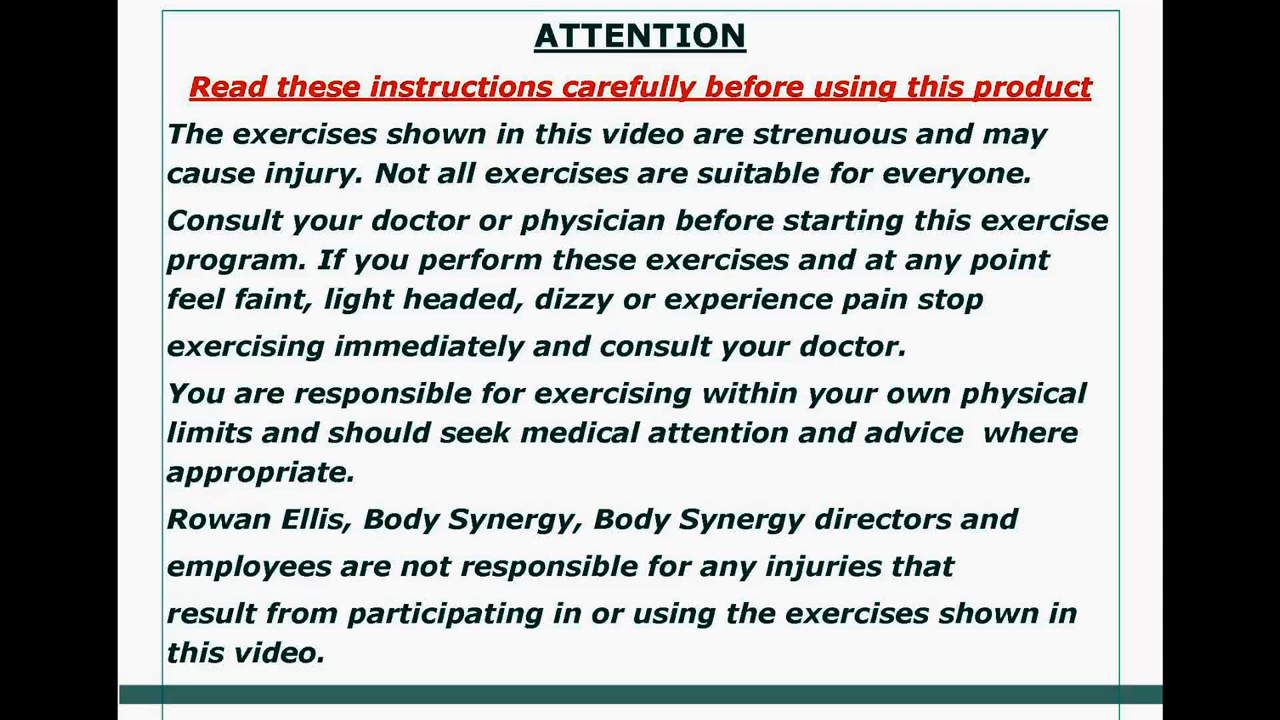 ATTENTION
Read these instructions carefully before using this product
The exercises shown in this video are strenuous and may
cause injury. Not all exercises are suitable for everyone.
Consult your doctor or physician before starting this exercise
program. If you perform these exercises and at any point
feel faint, light headed, dizzy or experience pain stop
exercising immediately and consult your doctor.
You are responsible for exercising within your own physical
limits and should seek medical attention and advice  where
appropriate.
Rowan Ellis, Body Synergy, Body Synergy directors and
employees are not responsible for any injuries that
result from participating in or using the exercises shown in
this video.